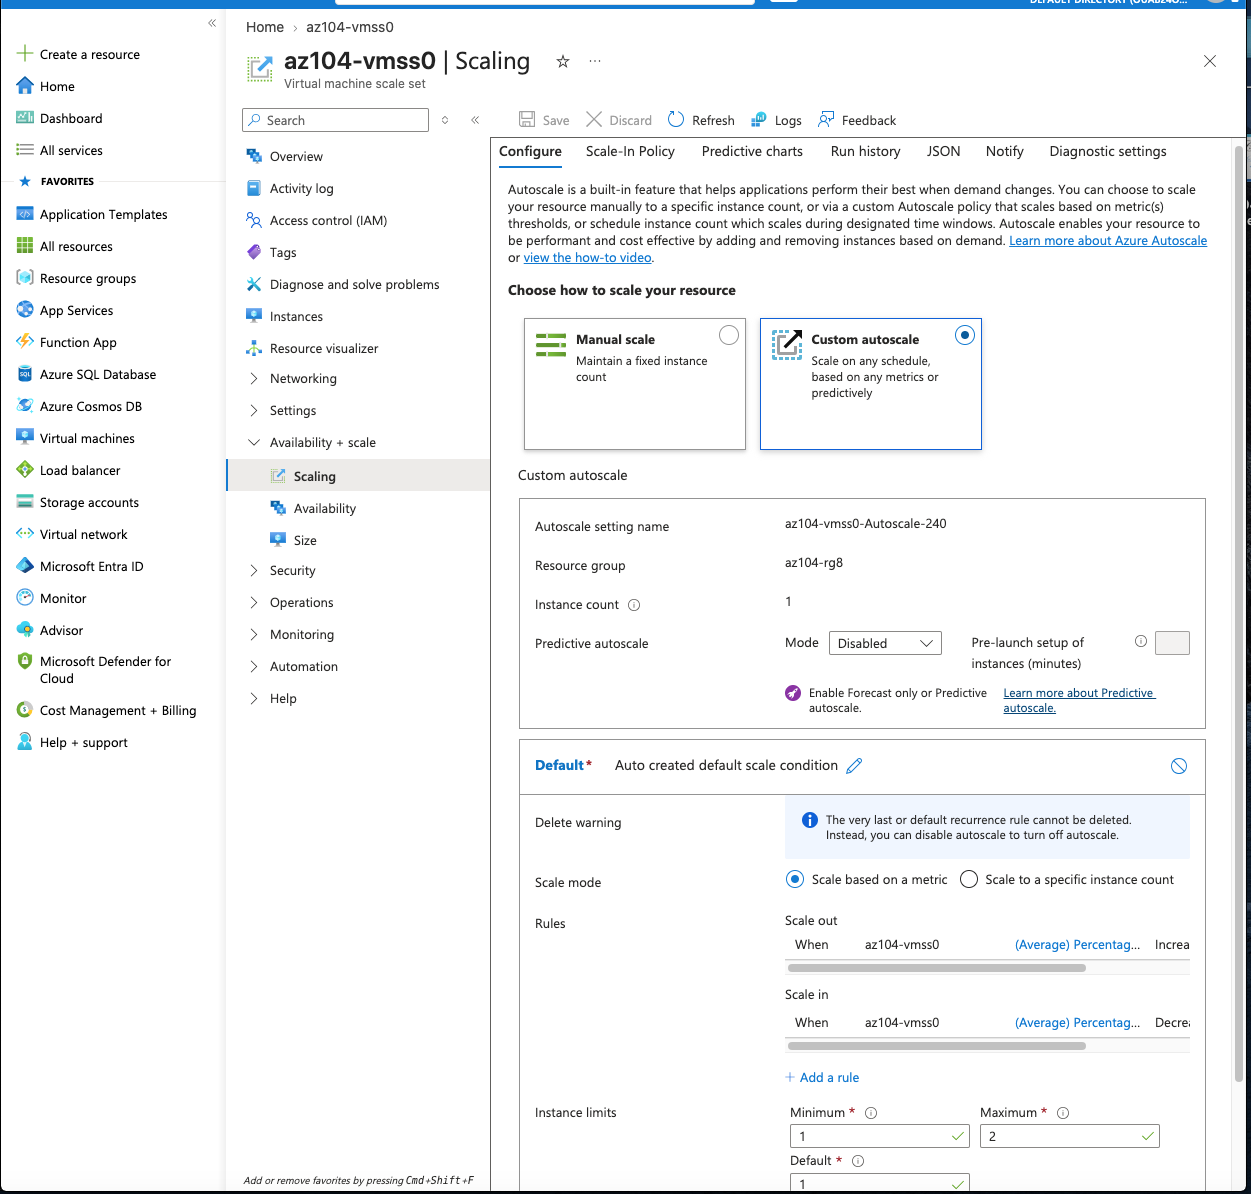 Home > az104-vmss0
az104-vmss0 | Scaling
Virtual machine scale set
Create a resource
Home
Dashboard
All services
FAVORITES
Application Templates
All resources
Resource groups
App Services
Function App
Azure SQL Database
Azure Cosmos DB
Virtual machines
Load balancer
Storage accounts
Virtual network
Microsoft Entra ID
Monitor
Advisor
Microsoft Defender for
Cloud
Cost Management + Billing
Help + support
Search
Overview
Activity log
Access control (IAM)
Tags
Diagnose and solve problems
Instances
Resource visualizer
Networking
Settings
Availability + scale
Scaling
Availability
Size
Security
Operations
Monitoring
Automation
Help
Add or remove favorites by pressing Cmd+Shift+F
Save Discard Refresh Logs Feedback
Configure Scale-In Policy Predictive charts Run history JSON Notify Diagnostic settings
Autoscale is a built-in feature that helps applications perform their best when demand changes. You can choose to scale
your resource manually to a specific instance count, or via a custom Autoscale policy that scales based on metric(s)
thresholds, or schedule instance count which scales during designated time windows. Autoscale enables your resource to
be performant and cost effective by adding and removing instances based on demand. Learn more about Azure Autoscale
or view the how-to video.
Choose how to scale your resource
Manual scale
Maintain a fixed instance
count
Custom autoscale
Scale on any schedule,
based on any metrics or
predictively
Custom autoscale
Autoscale setting name az104-vmss0-Autoscale-240
Resource group az104-rg8
Instance count 1
Predictive autoscale Mode Disabled Pre-launch setup of
instances (minutes)
Enable Forecast only or Predictive
autoscale.
Learn more about Predictive
autoscale.
Default* Auto created default scale condition
Delete warning
The very last or default recurrence rule cannot be deleted.
Instead, you can disable autoscale to turn off autoscale.
Scale mode Scale based on a metric Scale to a specific instance count
Rules
Scale out
When az104-vmss0 (Average) Percentag... Increa
Scale in
When az104-vmss0 (Average) Percentag... Decre
+ Add a rule
Instance limits Minimum * Maximum *
1 2
Default *
1